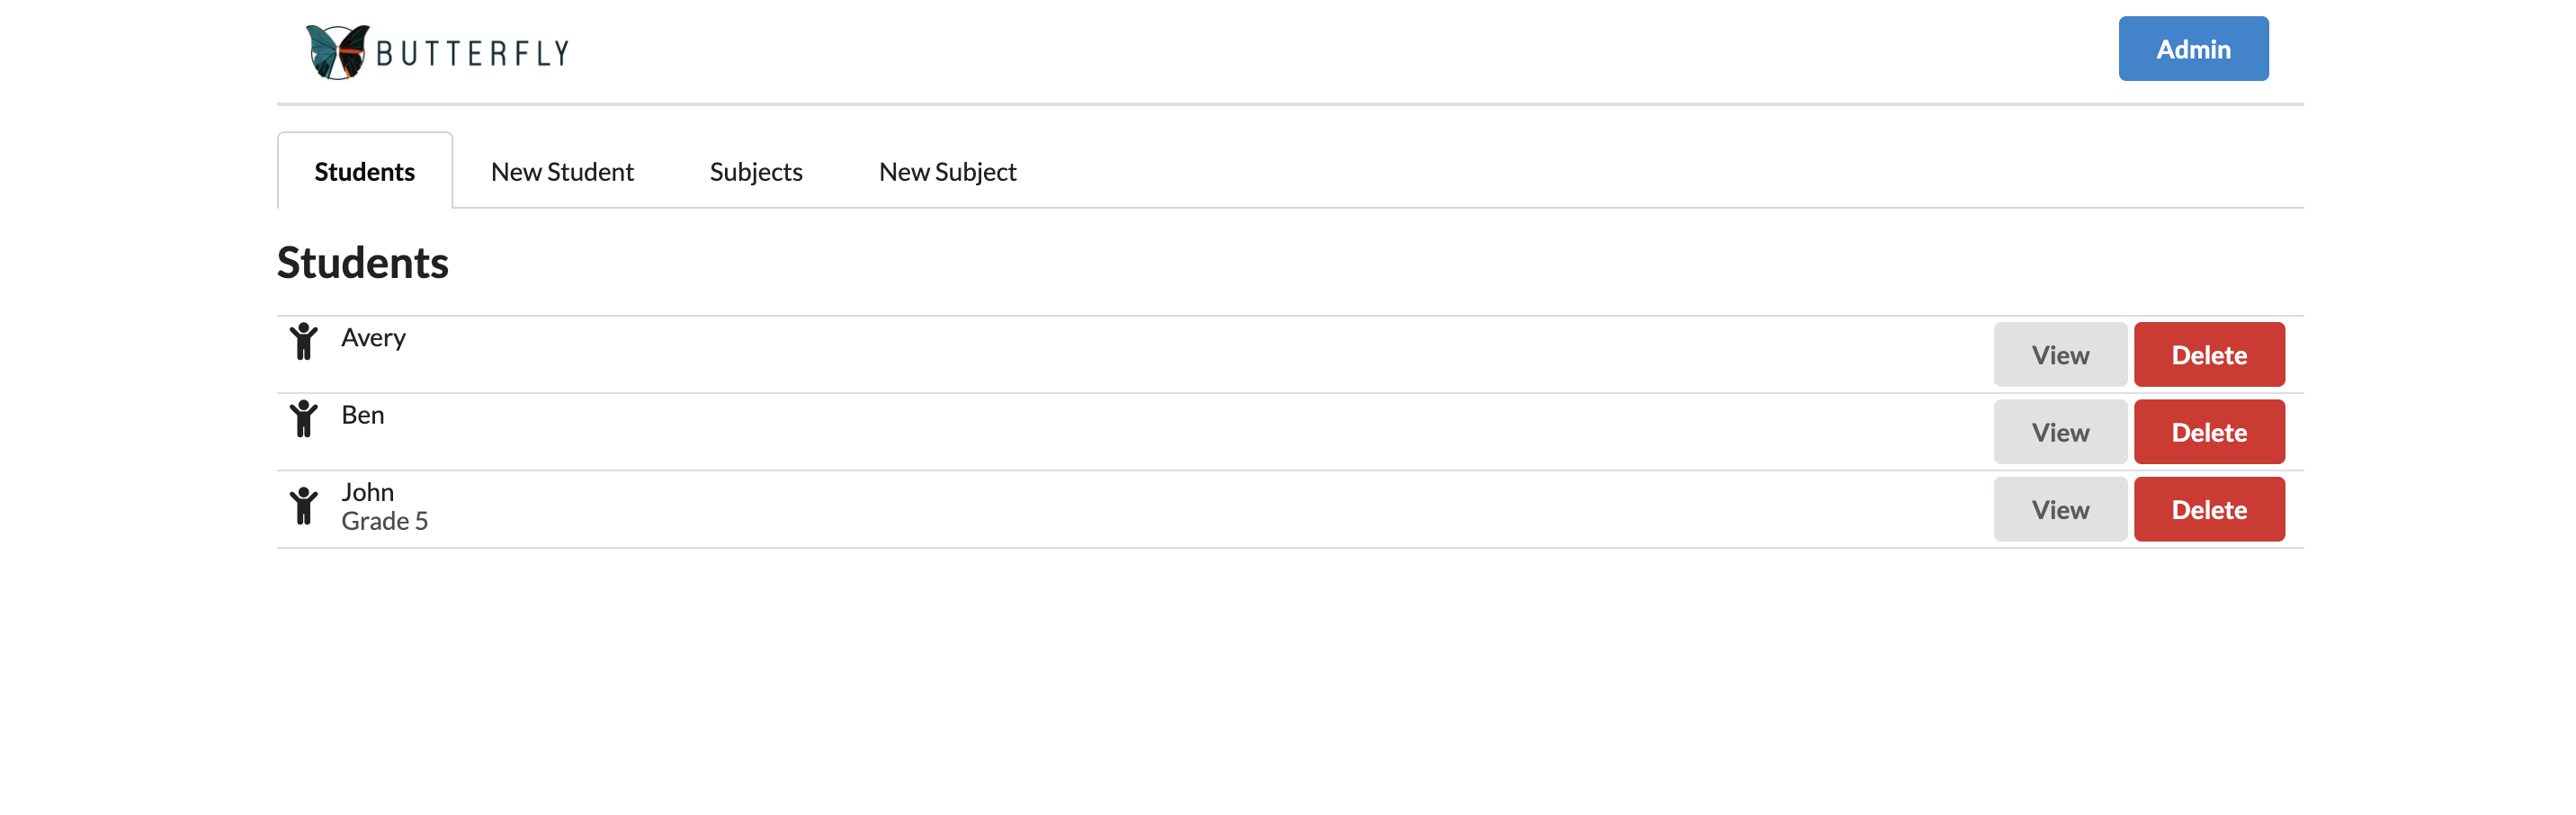 BUTTERFLY
Admin
Students New Student Subjects New Subject
Students
Avery View Delete
Ben View Delete
John
Grade 5 View Delete